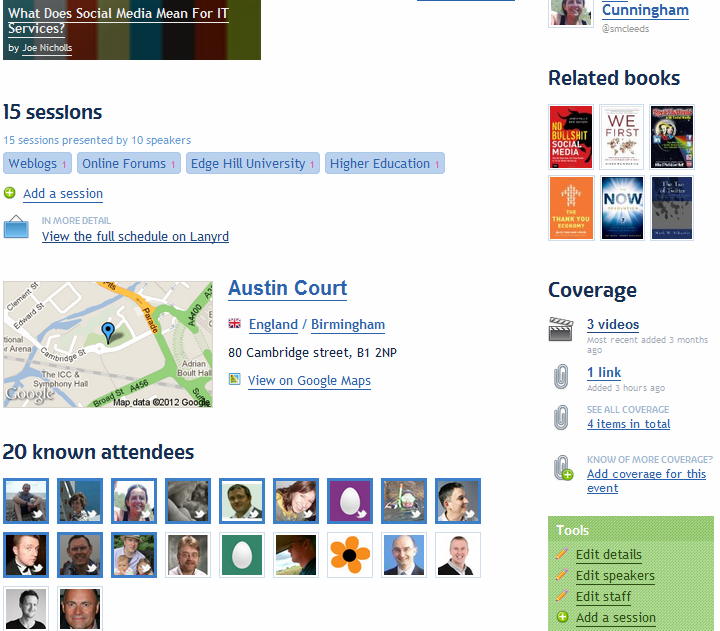 What Does Social Media Mean For IT
Services?
by Joe Nicholls
15 sessions
15 sessions presented by 10 speakers
Weblogs 1
Online Forums 1
Edge Hill University 1
Higher Education 1
Add a session
IN MORE DETAIL
View the full schedule on Lanyrd
Clement St
Edward St
Cambridge St
The ICC &
Symphony Hall
Parade
A4400
Adrian
Boult Hall
Broad St
A456
Google
Map data ©2012 Google
Austin Court
England / Birmingham
80 Cambridge street, B1 2NP
View on Google Maps
20 known attendees
Cunningham
@smcleeds
Related books
NO
BULLSHIT
SOCIAL
MEDIA
WE
FIRST
THE
THANK YOU
ECONOMY
NOW
The Tao
of Twitter
Coverage
3 videos
Most recent added 3 months
ago
1 link
Added 3 hours ago
SEE ALL COVERAGE
4 items in total
KNOW OF MORE COVERAGE?
Add coverage for this
event
Tools
Edit details
Edit speakers
Edit staff
Add a session